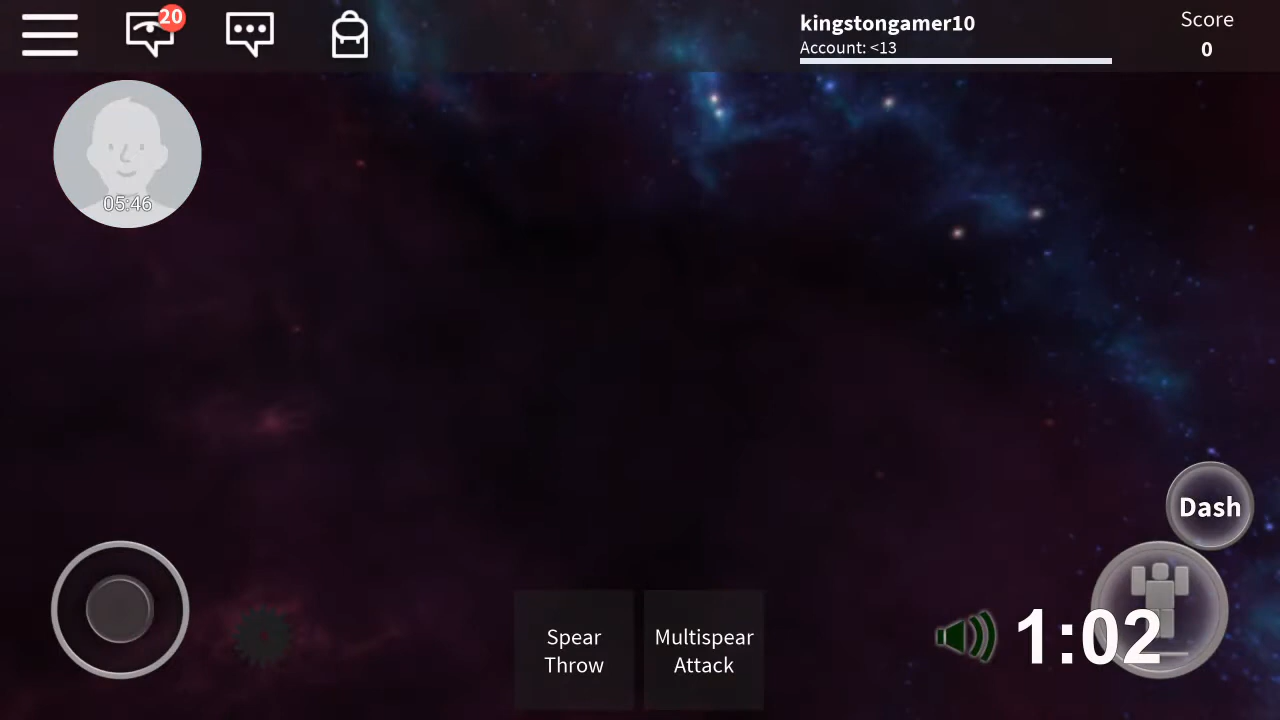 20
kingstongamer10
Account: <13
Score
0
05:46
Dash
Spear
Throw
Multispear
Attack
1:02